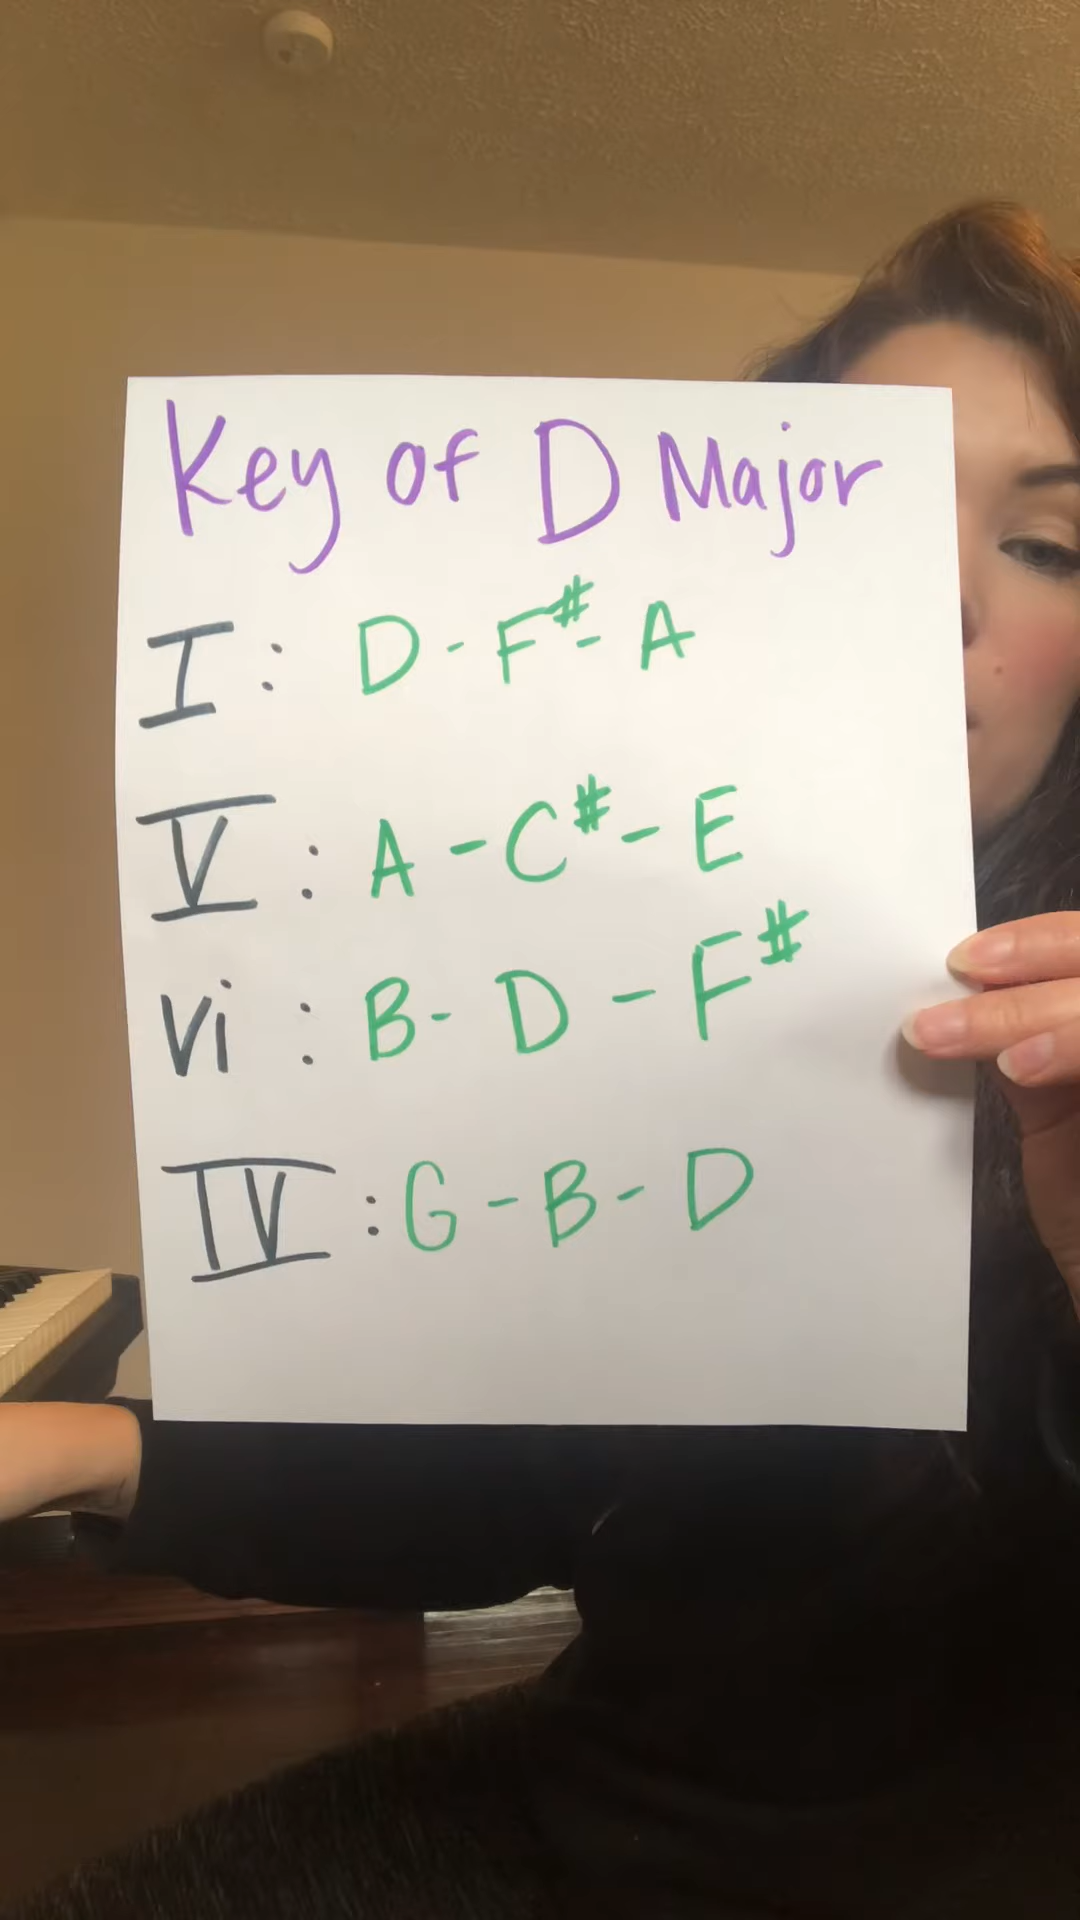 Key of D Major
I: D - F# - A
V: A - C# - E
vi: B - D - F#
IV: G - B - D